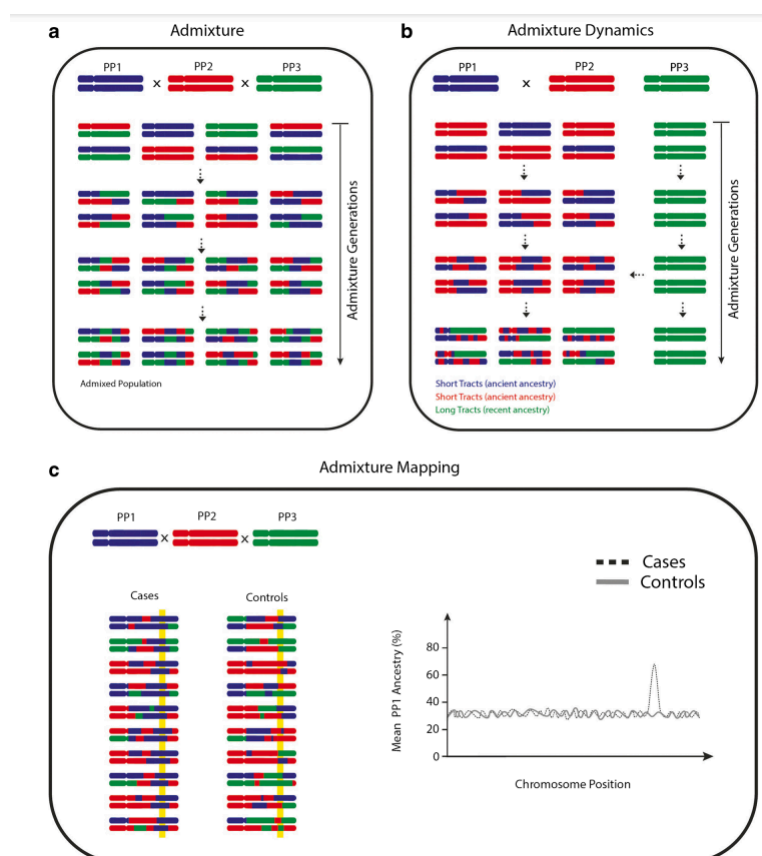 a
Admixture
PP1
x
PP2
x
PP3
Admixture Generations
Admixed Population
b
Admixture Dynamics
PP1
x
PP2
PP3
Admixture Generations
Short Tracts (ancient ancestry)
Short Tracts (ancient ancestry)
Long Tracts (recent ancestry)
c
Admixture Mapping
PP1
x
PP2
x
PP3
Cases
Controls
Cases
Controls
Mean PP1 Ancestry (%)
80
60
40
20
0
Chromosome Position